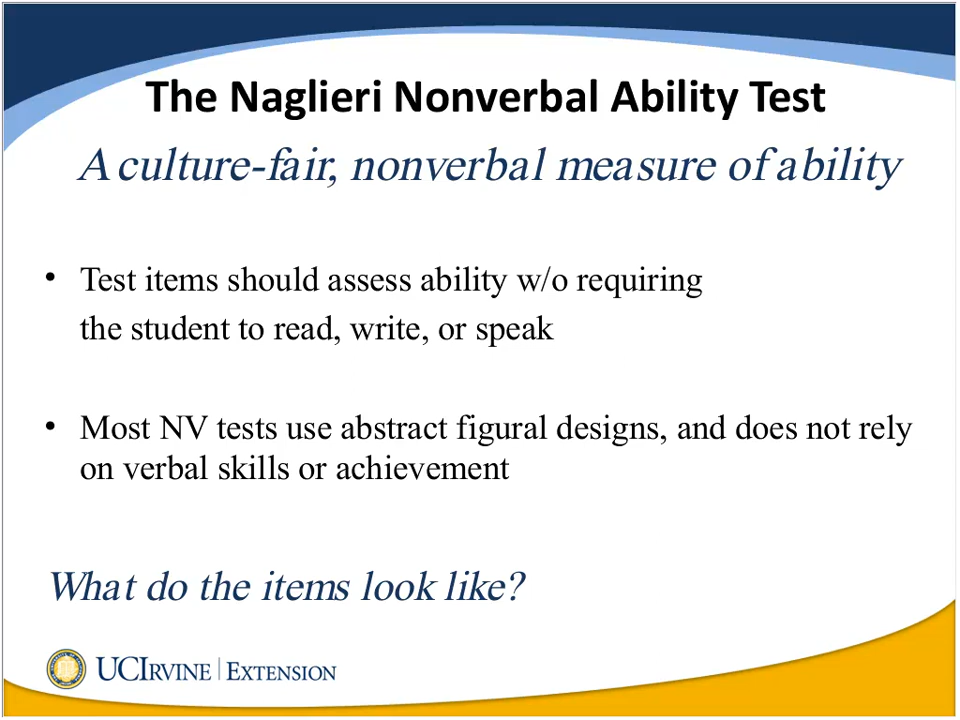 The Naglieri Nonverbal Ability Test
A culture-fair, nonverbal measure of ability
• Test items should assess ability w/o requiring
the student to read, write, or speak
• Most NV tests use abstract figural designs, and does not rely
on verbal skills or achievement
What do the items look like?
UCIRVINE | EXTENSION